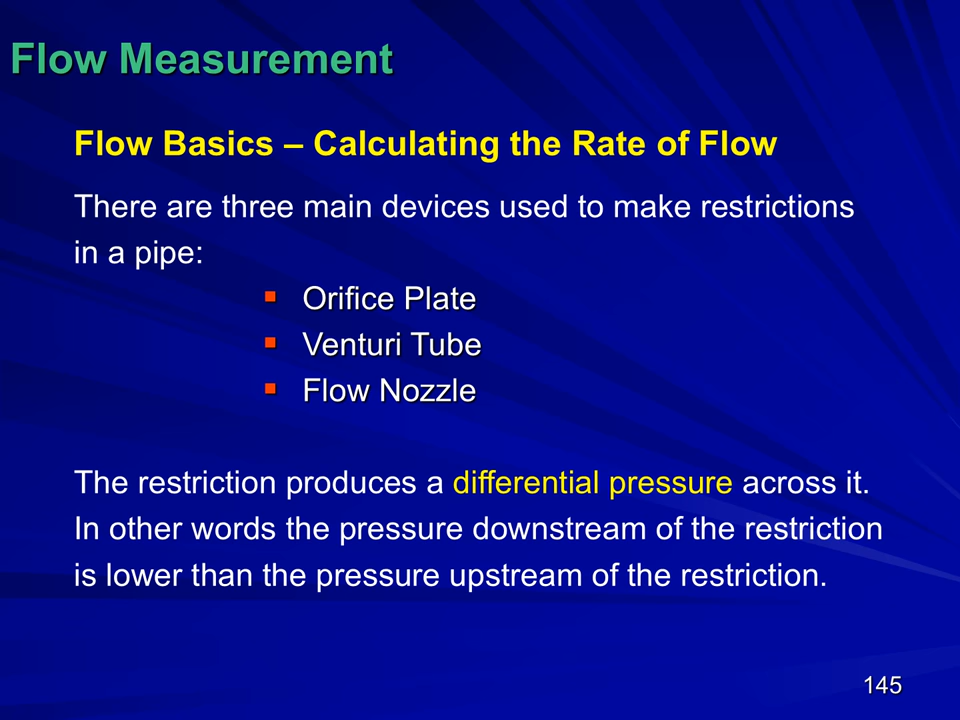 Flow Measurement
Flow Basics – Calculating the Rate of Flow
There are three main devices used to make restrictions
in a pipe:
▪ Orifice Plate
▪ Venturi Tube
▪ Flow Nozzle
The restriction produces a differential pressure across it.
In other words the pressure downstream of the restriction
is lower than the pressure upstream of the restriction.
145